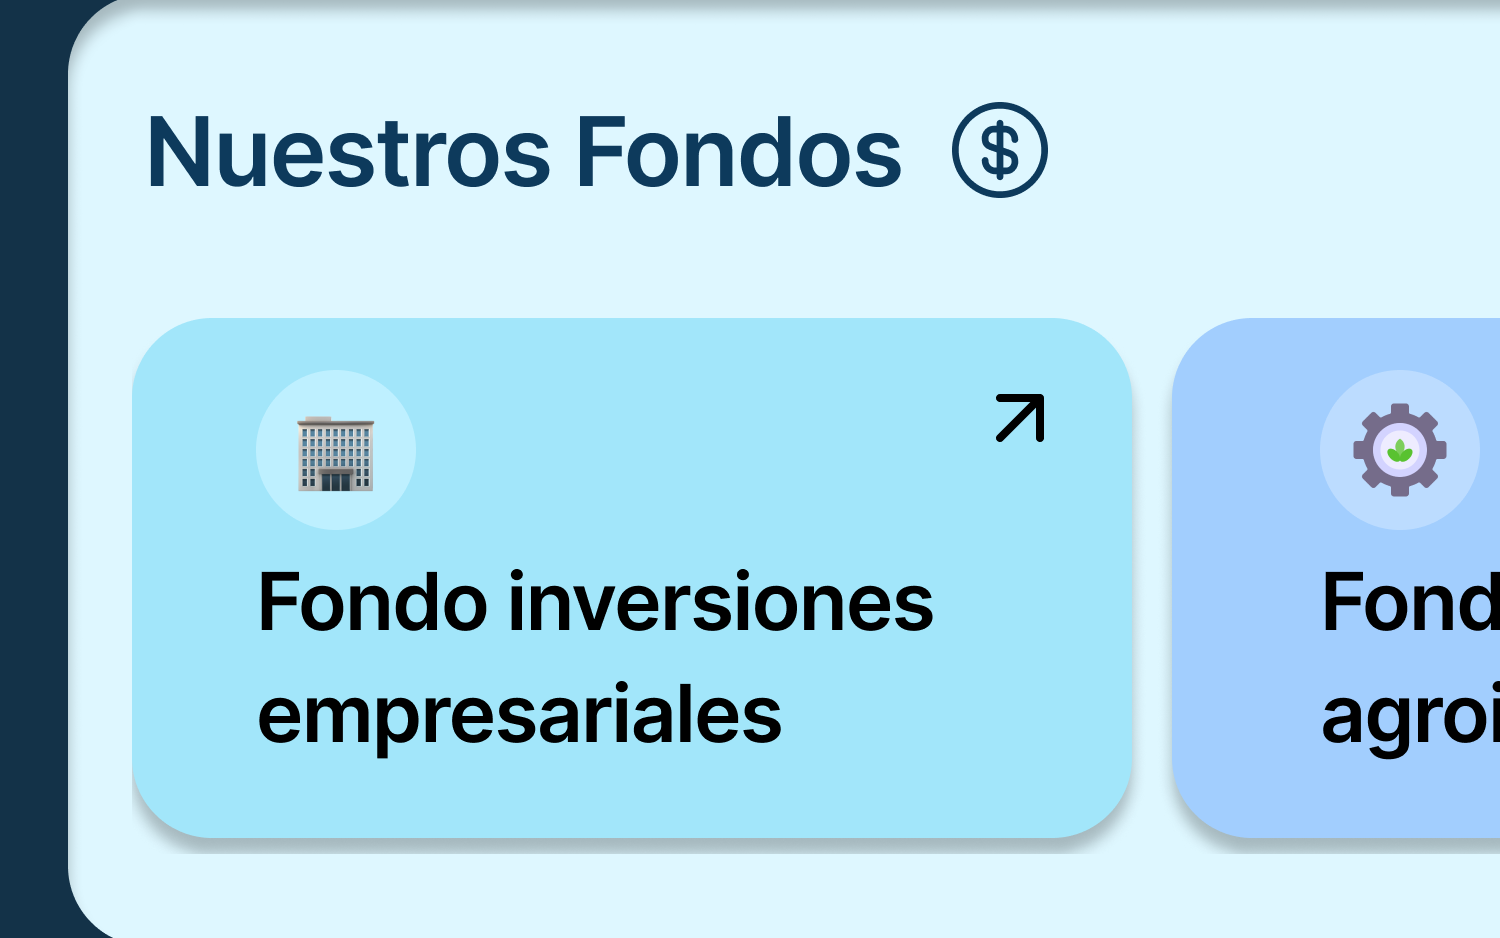 Nuestros Fondos
Fondo inversiones
empresariales